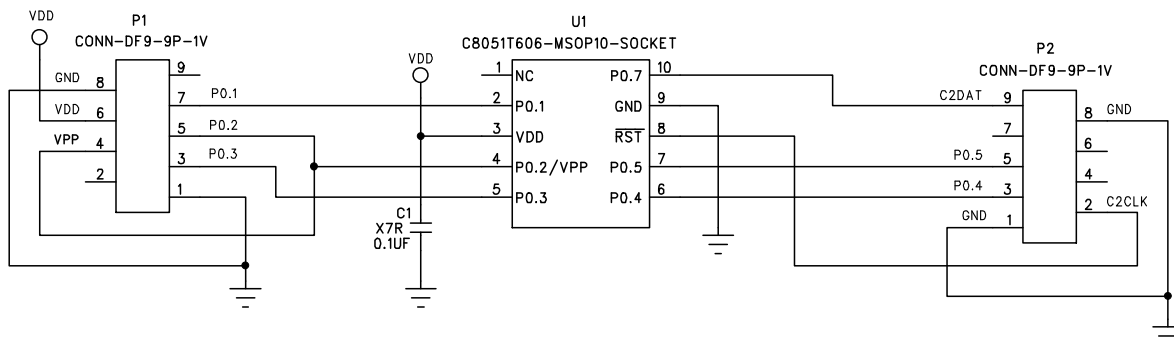 VDD
P1
CONN-DF9-9P-1V
GND 8
9
7 P0.1
VDD 6
5 P0.2
VPP 4
3 P0.3
2
1
VDD
C1
X7R
0.1UF
U1
C8051T606-MSOP10-SOCKET
1 NC P0.7 10
2 P0.1 GND 9
3 VDD RST 8
4 P0.2/VPP P0.5 7
5 P0.3 P0.4 6
P2
CONN-DF9-9P-1V
C2DAT 9
8 GND
7
6
P0.5 5
4
P0.4 3
2 C2CLK
GND 1